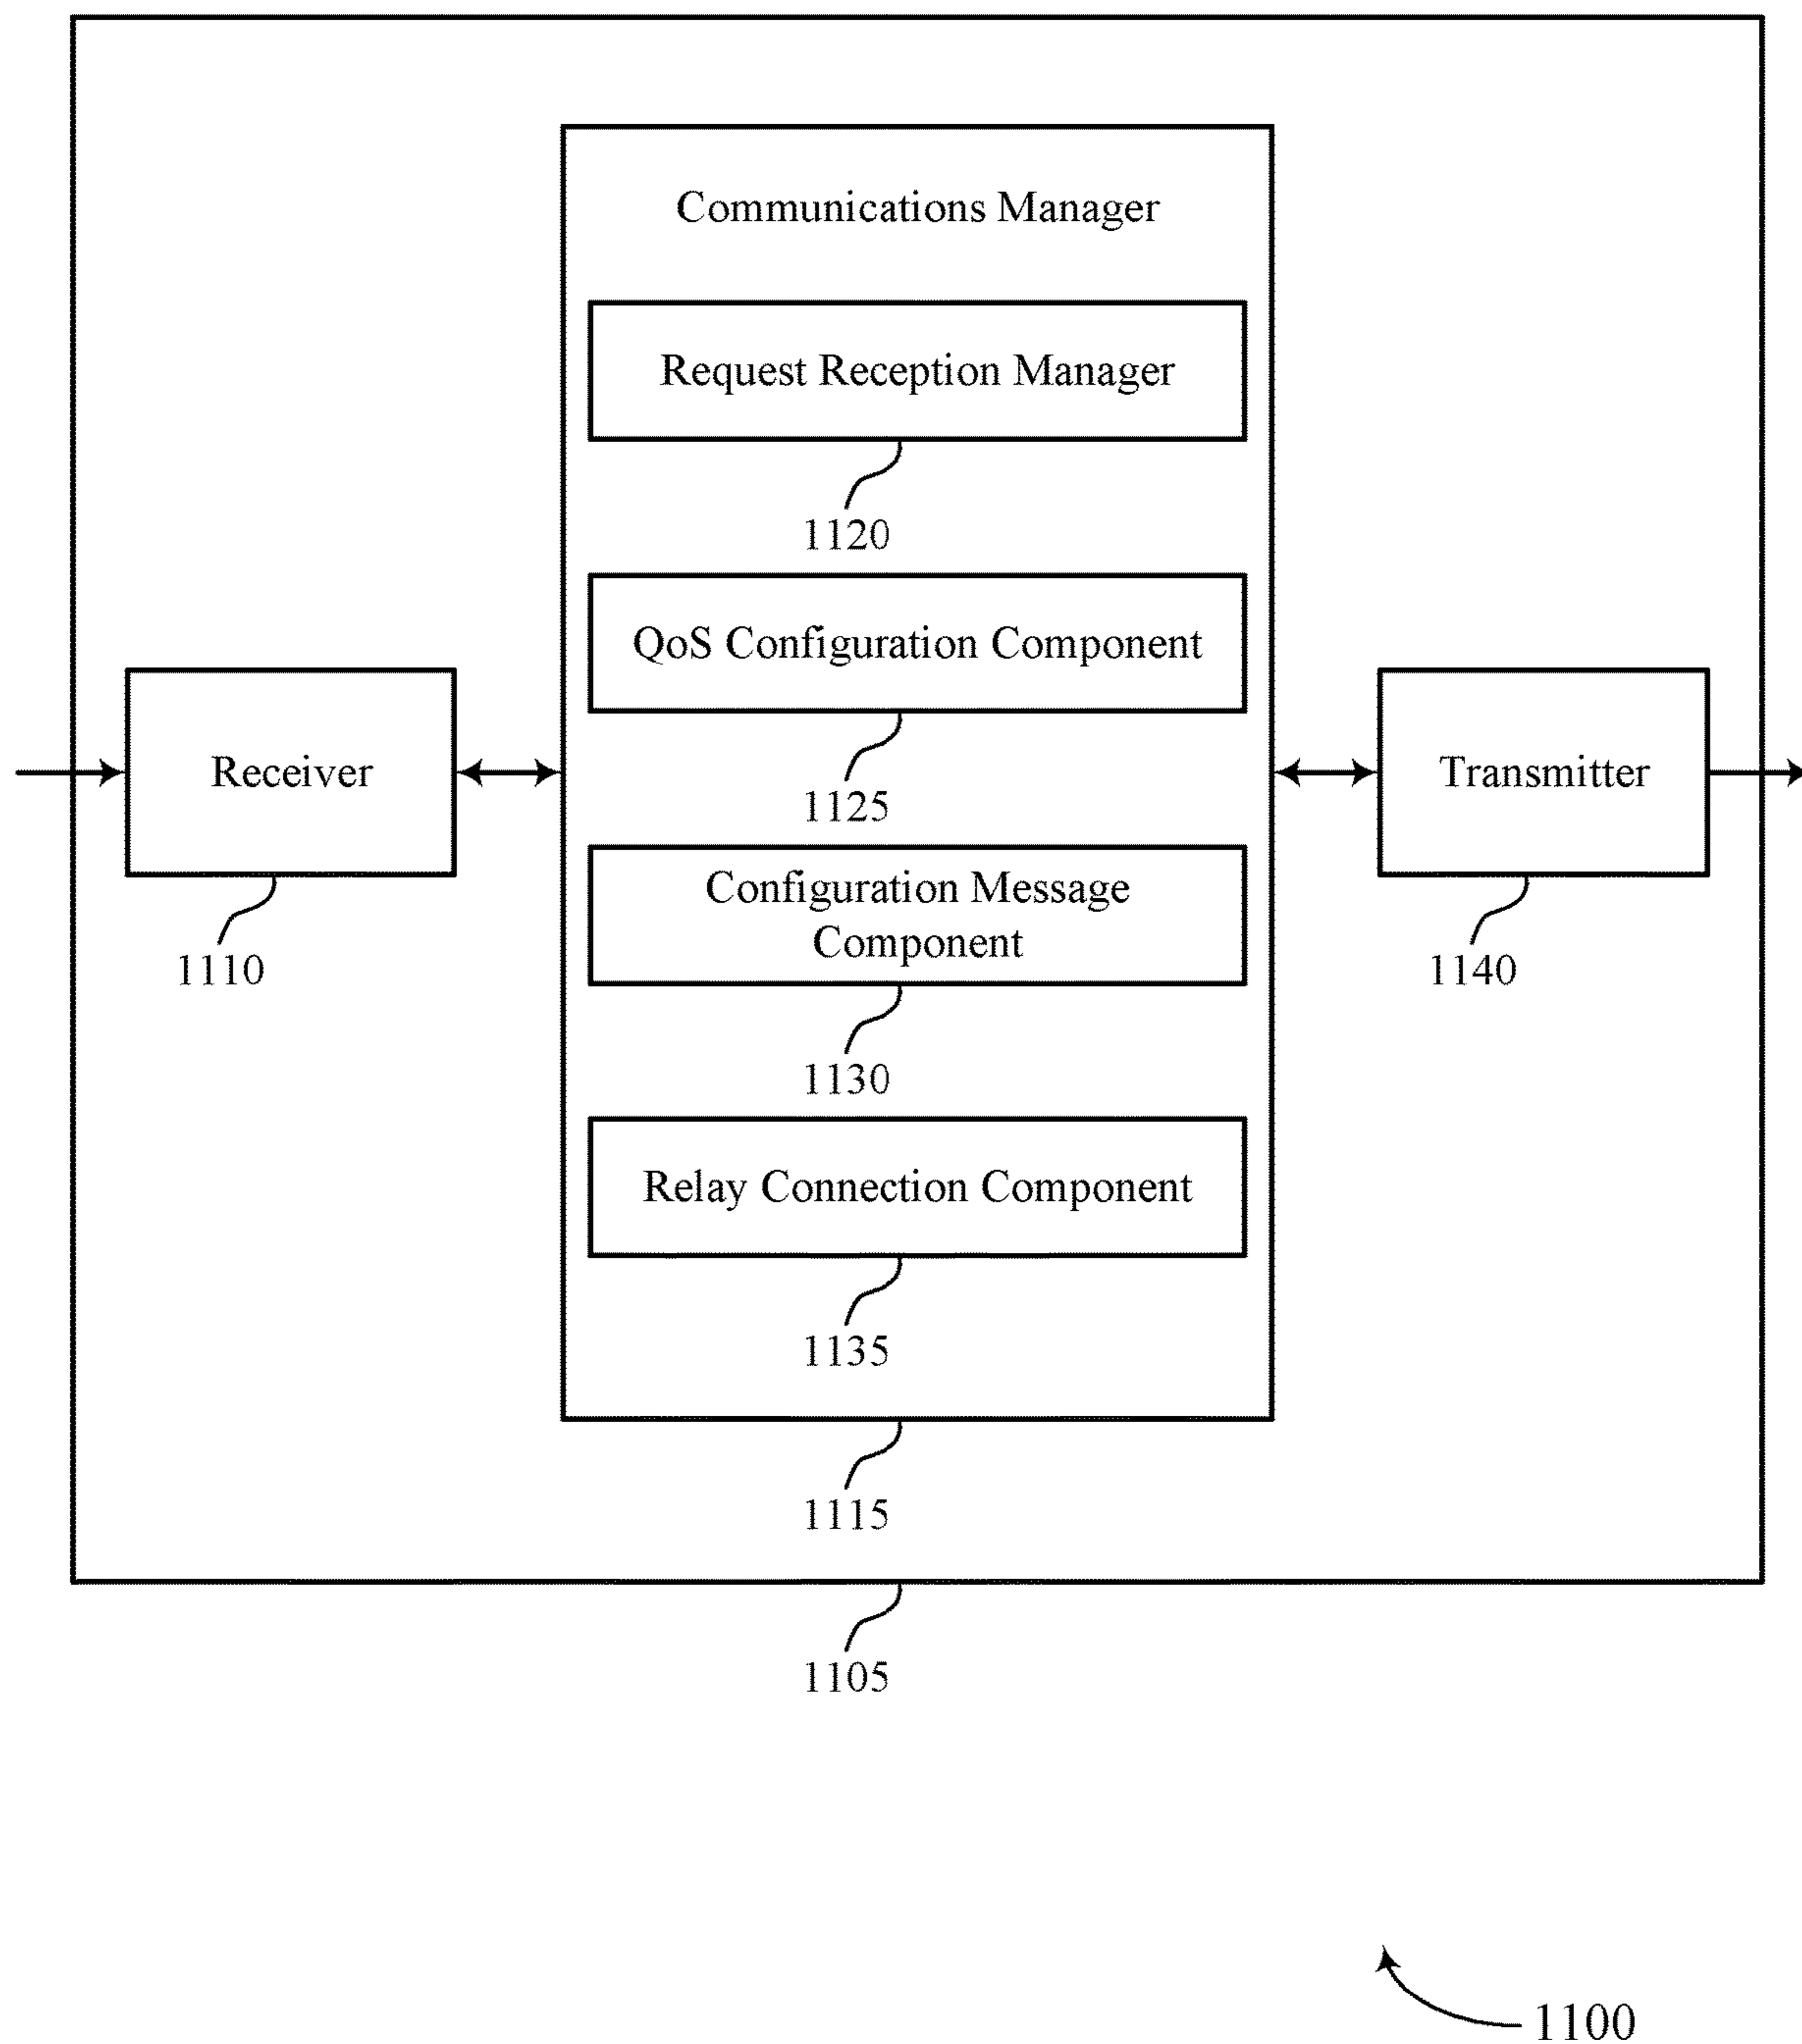 Communications Manager
Request Reception Manager
1120
QoS Configuration Component
1125
Receiver
1110
Configuration Message
Component
1130
Transmitter
1140
Relay Connection Component
1135
1115
1105
1100